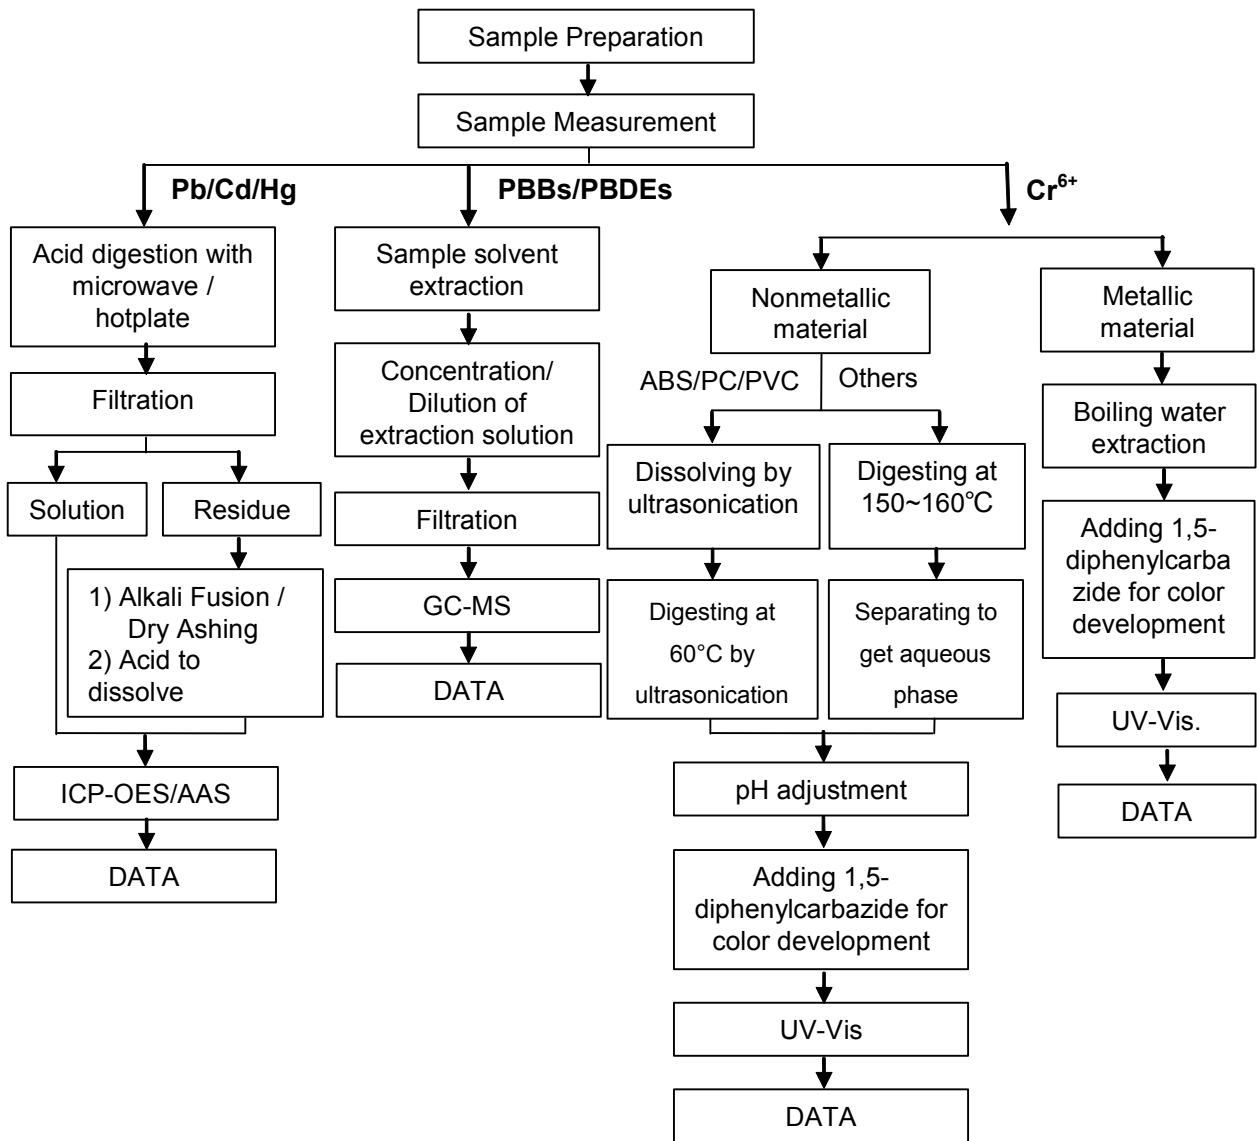 Sample Preparation
Sample Measurement
Pb/Cd/Hg
PBBs/PBDEs
Cr⁶⁺
Acid digestion with
microwave /
hotplate
Filtration
Solution
Residue
1) Alkali Fusion /
Dry Ashing
2) Acid to
dissolve
ICP-OES/AAS
DATA
Sample solvent
extraction
Concentration/
Dilution of
extraction solution
Filtration
GC-MS
DATA
Nonmetallic
material
ABS/PC/PVC
Others
Dissolving by
ultrasonication
Digesting at
60°C by
ultrasonication
Digesting at
150~160℃
Separating to
get aqueous
phase
pH adjustment
Adding 1,5-
diphenylcarbazide for
color development
UV-Vis
DATA
Metallic
material
Boiling water
extraction
Adding 1,5-
diphenylcarba
zide for color
development
UV-Vis.
DATA